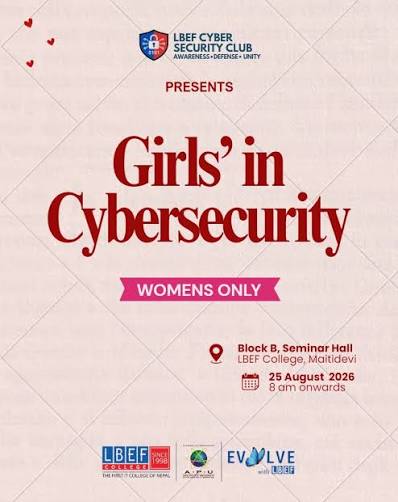 LBEF CYBER
SECURITY CLUB
AWARENESS•DEFENSE•UNITY
PRESENTS
Girls' in
Cybersecurity
WOMENS ONLY
Block B, Seminar Hall
LBEF College, Maitidevi
25 August 2026
8 am onwards
LBEF
COLLEGE
SINCE
1998
THE FIRST IT COLLEGE OF NEPAL
A·P·U
EVOLVE
with LBEF